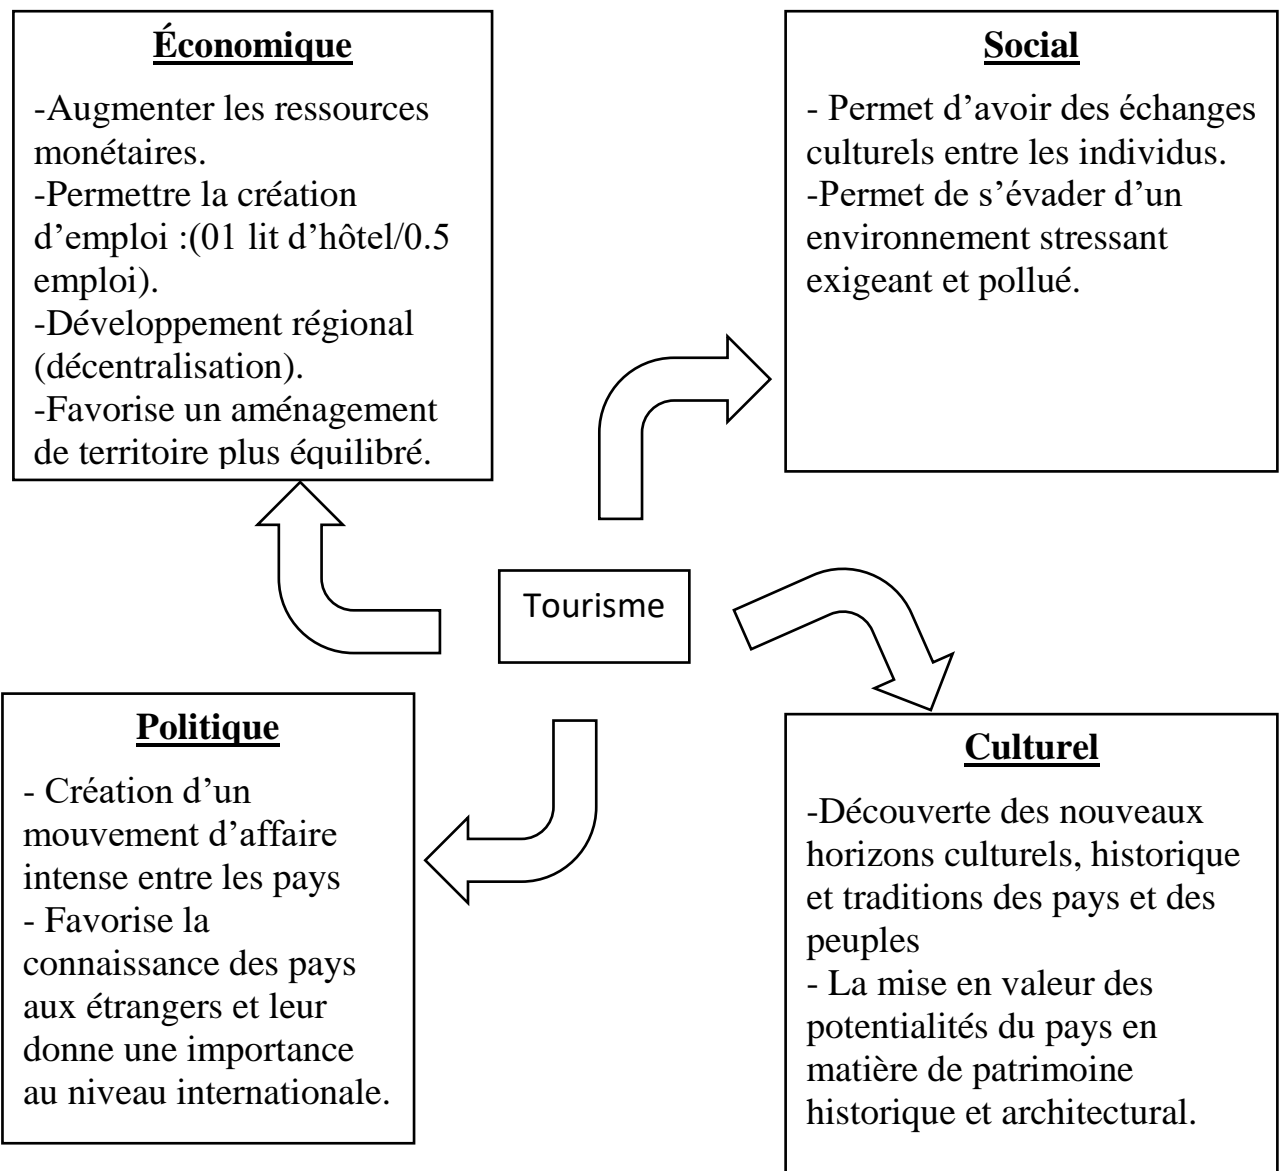 Économique
-Augmenter les ressources
monétaires.
-Permettre la création
d’emploi :(01 lit d’hôtel/0.5
emploi).
-Développement régional
(décentralisation).
-Favorise un aménagement
de territoire plus équilibré.
Social
- Permet d’avoir des échanges
culturels entre les individus.
-Permet de s’évader d’un
environnement stressant
exigeant et pollué.
Tourisme
Politique
- Création d’un
mouvement d’affaire
intense entre les pays
- Favorise la
connaissance des pays
aux étrangers et leur
donne une importance
au niveau internationale.
Culturel
-Découverte des nouveaux
horizons culturels, historique
et traditions des pays et des
peuples
- La mise en valeur des
potentialités du pays en
matière de patrimoine
historique et architectural.